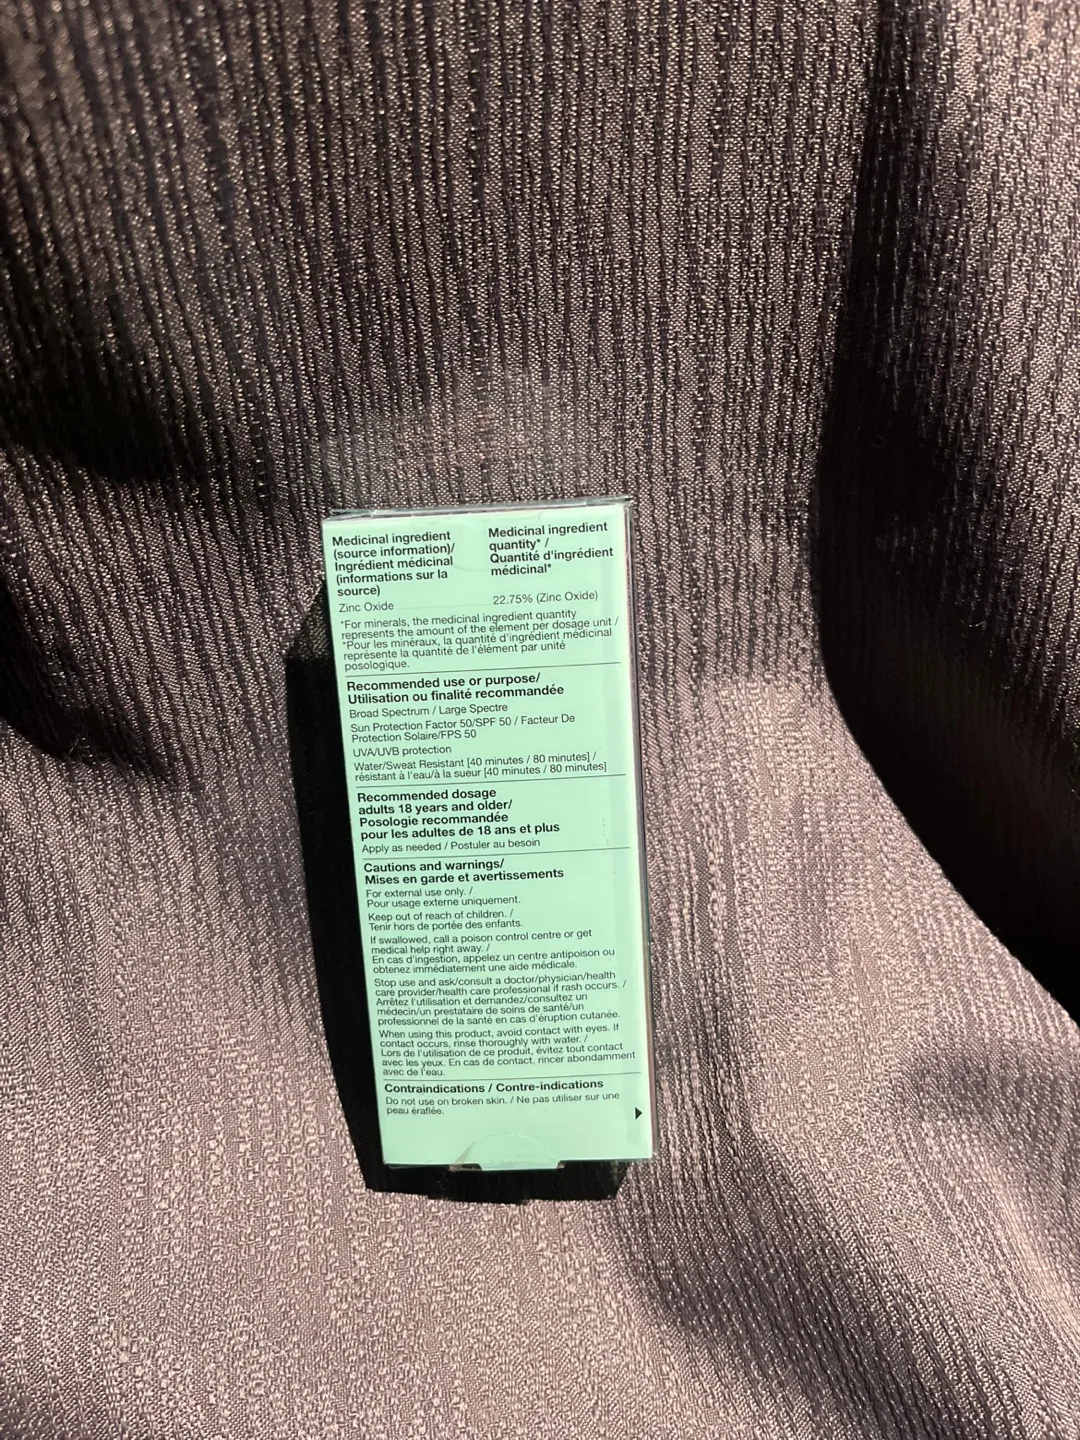 Medicinal ingredient
(source information)/
Ingrédient médicinal
(informations sur la
source)
Medicinal ingredient
quantity* /
Quantité d'ingrédient
médicinal*
Zinc Oxide
22.75% (Zinc Oxide)
*For minerals, the medicinal ingredient quantity
represents the amount of the element per dosage unit /
*Pour les minéraux, la quantité d'ingrédient médicinal
représente la quantité de l'élément par unité
posologique.
Recommended use or purpose/
Utilisation ou finalité recommandée
Broad Spectrum / Large Spectre
Sun Protection Factor 50/SPF 50 / Facteur De
Protection Solaire/FPS 50
UVA/UVB protection
Water/Sweat Resistant [40 minutes / 80 minutes] /
résistant à l'eau/à la sueur [40 minutes / 80 minutes]
Recommended dosage
adults 18 years and older/
Posologie recommandée
pour les adultes de 18 ans et plus
Apply as needed / Postuler au besoin
Cautions and warnings/
Mises en garde et avertissements
For external use only. /
Pour usage externe uniquement.
Keep out of reach of children. /
Tenir hors de portée des enfants.
If swallowed, call a poison control centre or get
medical help right away. /
En cas d'ingestion, appelez un centre antipoison ou
obtenez immédiatement une aide médicale.
Stop use and ask/consult a doctor/physician/health
care provider/health care professional if rash occurs. /
Arrêtez l'utilisation et demandez/consultez un
médecin/un prestataire de soins de santé/un
professionnel de la santé en cas d'éruption cutanée.
When using this product, avoid contact with eyes. If
contact occurs, rinse thoroughly with water. /
Lors de l'utilisation de ce produit, évitez tout contact
avec les yeux. En cas de contact, rincer abondamment
avec de l'eau.
Contraindications / Contre-indications
Do not use on broken skin. / Ne pas utiliser sur une
peau éraflée.